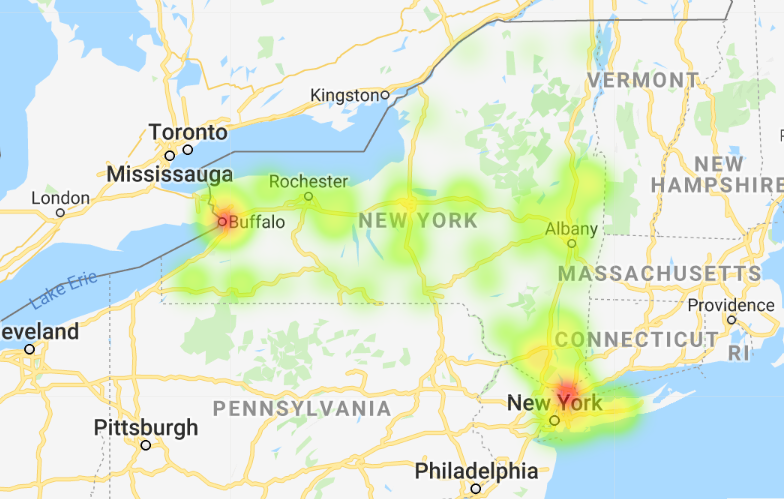 Kingston
VERMONT
Toronto
Mississauga
NEW
HAMPSHIRE
London
Rochester
Buffalo
NEW YORK
Albany
Lake Erie
MASSACHUSETTS
Providence
eveland
CONNECTICUT
RI
PENNSYLVANIA
New York
Pittsburgh
Philadelphia